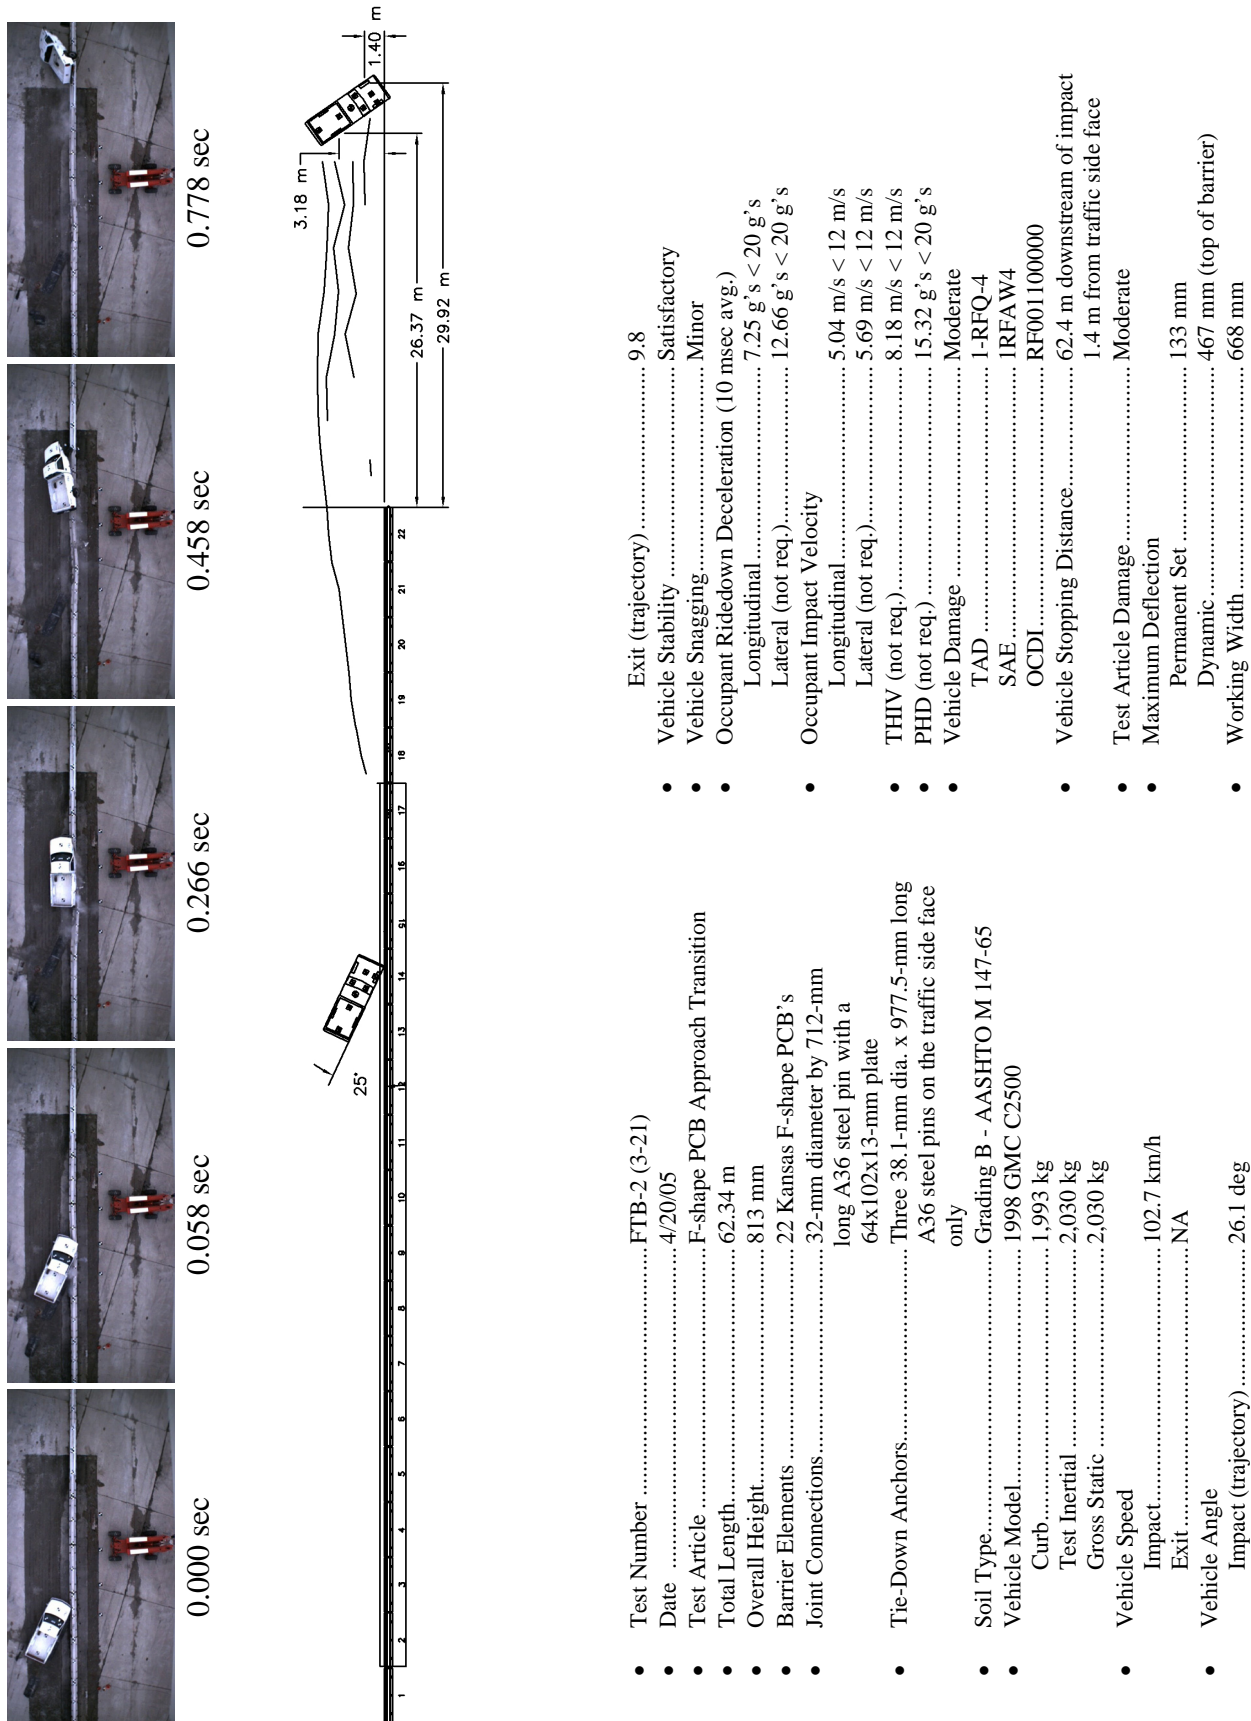 0.000 sec
0.058 sec
0.266 sec
0.458 sec
0.778 sec
25°
3.18 m
1.40 m
26.37 m
29.92 m
1 2 3 4 5 6 7 8 9 10 11 12 13 14 15 16 17 18 19 20 21 22
• Test Number ........ FTB-2 (3-21)
• Date ........ 4/20/05
• Test Article ........ F-shape PCB Approach Transition
• Total Length ........ 62.34 m
• Overall Height ........ 813 mm
• Barrier Elements ........ 22 Kansas F-shape PCB's
• Joint Connections ........ 32-mm diameter by 712-mm
long A36 steel pin with a
64x102x13-mm plate
• Tie-Down Anchors ........ Three 38.1-mm dia. x 977.5-mm long
A36 steel pins on the traffic side face
only
• Soil Type ........ Grading B - AASHTO M 147-65
• Vehicle Model ........ 1998 GMC C2500
Curb ........ 1,993 kg
Test Inertial ........ 2,030 kg
Gross Static ........ 2,030 kg
• Vehicle Speed
Impact ........ 102.7 km/h
Exit ........ NA
• Vehicle Angle
Impact (trajectory) ........ 26.1 deg
Exit (trajectory) ........ 9.8
• Vehicle Stability ........ Satisfactory
• Vehicle Snagging ........ Minor
• Occupant Ridedown Deceleration (10 msec avg.)
Longitudinal ........ 7.25 g's < 20 g's
Lateral (not req.) ........ 12.66 g's < 20 g's
• Occupant Impact Velocity
Longitudinal ........ 5.04 m/s < 12 m/s
Lateral (not req.) ........ 5.69 m/s < 12 m/s
• THIV (not req.) ........ 8.18 m/s < 12 m/s
• PHD (not req.) ........ 15.32 g's < 20 g's
• Vehicle Damage ........ Moderate
TAD ........ 1-RFQ-4
SAE ........ 1RFAW4
OCDI ........ RF001100000
• Vehicle Stopping Distance ........ 62.4 m downstream of impact
1.4 m from traffic side face
• Test Article Damage ........ Moderate
• Maximum Deflection
Permanent Set ........ 133 mm
Dynamic ........ 467 mm (top of barrier)
• Working Width ........ 668 mm